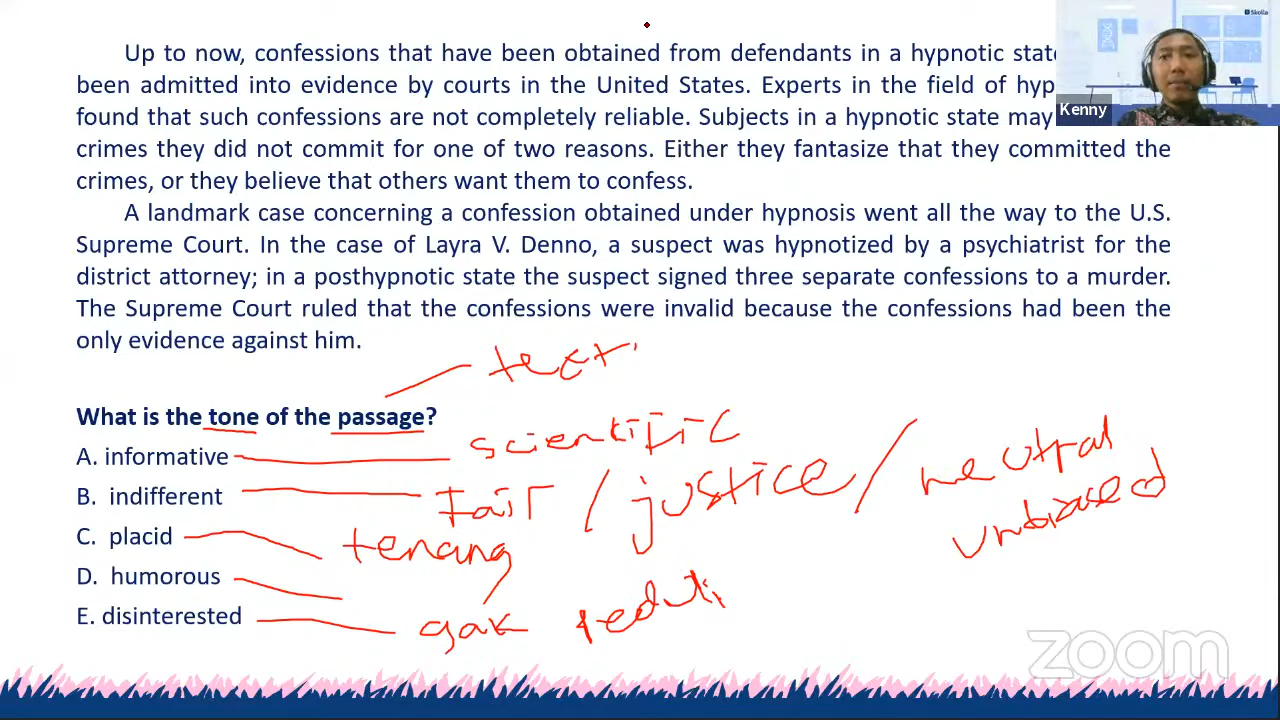 Skolla
Kenny
Up to now, confessions that have been obtained from defendants in a hypnotic state
been admitted into evidence by courts in the United States. Experts in the field of hyp
found that such confessions are not completely reliable. Subjects in a hypnotic state may
crimes they did not commit for one of two reasons. Either they fantasize that they committed the
crimes, or they believe that others want them to confess.
A landmark case concerning a confession obtained under hypnosis went all the way to the U.S.
Supreme Court. In the case of Layra V. Denno, a suspect was hypnotized by a psychiatrist for the
district attorney; in a posthypnotic state the suspect signed three separate confessions to a murder.
The Supreme Court ruled that the confessions were invalid because the confessions had been the
only evidence against him.
text
What is the tone of the passage?
A. informative scientific
B. indifferent fair / justice / neutral
unbiased
C. placid tenang
D. humorous
E. disinterested gak peduli
zoom